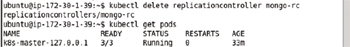 ubuntu@ip-172-30-1-39:~$ kubectl delete replicationcontroller mongo-rc
replicationcontrollers/mongo-rc
ubuntu@ip-172-30-1-39:~$ kubectl get pods
NAME READY STATUS RESTARTS AGE
k8s-master-127.0.0.1 3/3 Running 0 33m